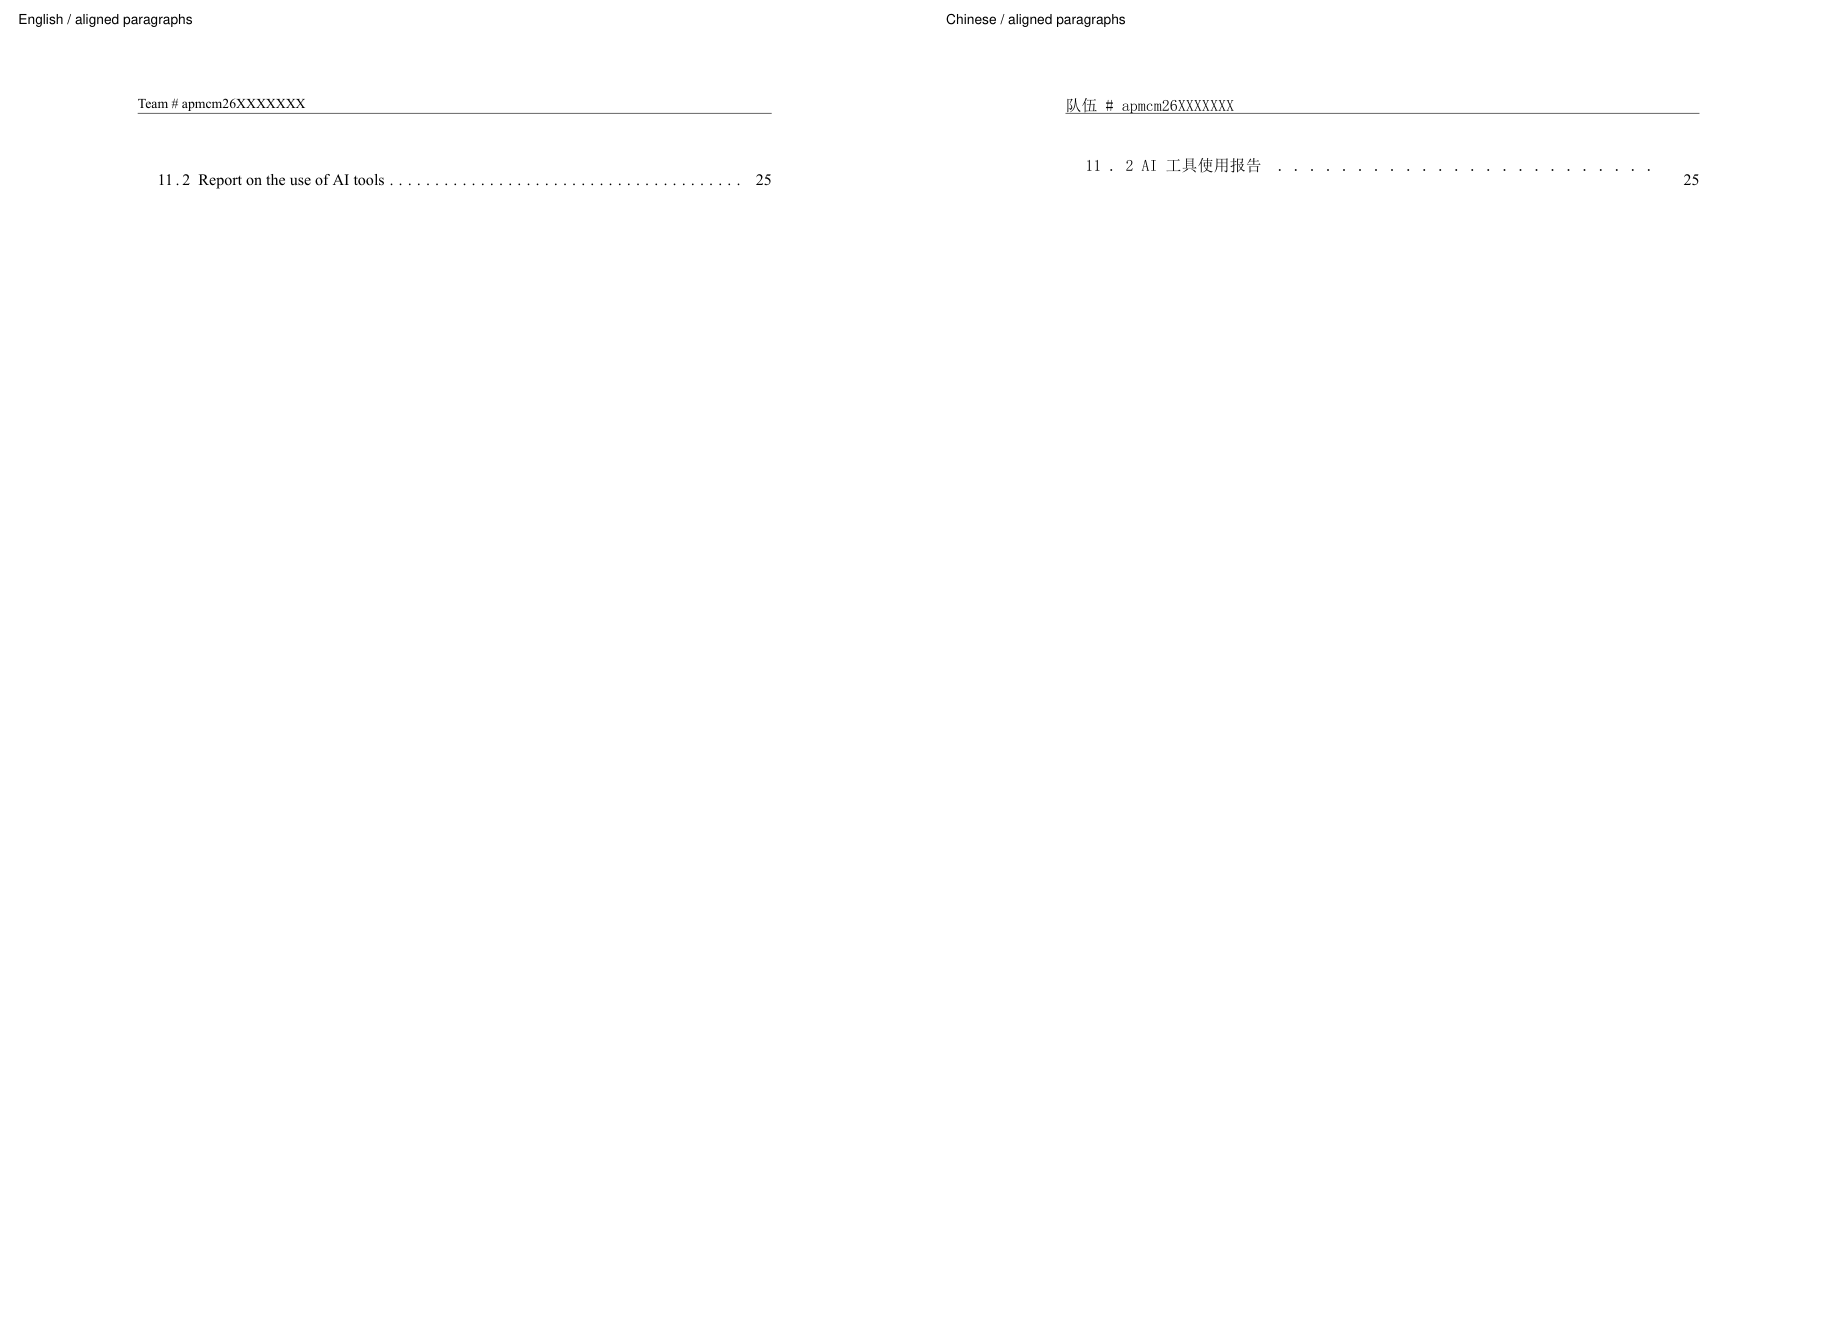 English / aligned paragraphs
Team # apmcm26XXXXXXX
11.2 Report on the use of AI tools . . . . . . . . . . . . . . . . . . . . . . . . . . . . . . . . . . . . . . . 25
Chinese / aligned paragraphs
队伍 # apmcm26XXXXXXX
11 . 2 AI 工具使用报告 . . . . . . . . . . . . . . . . . . . . . . . .
25